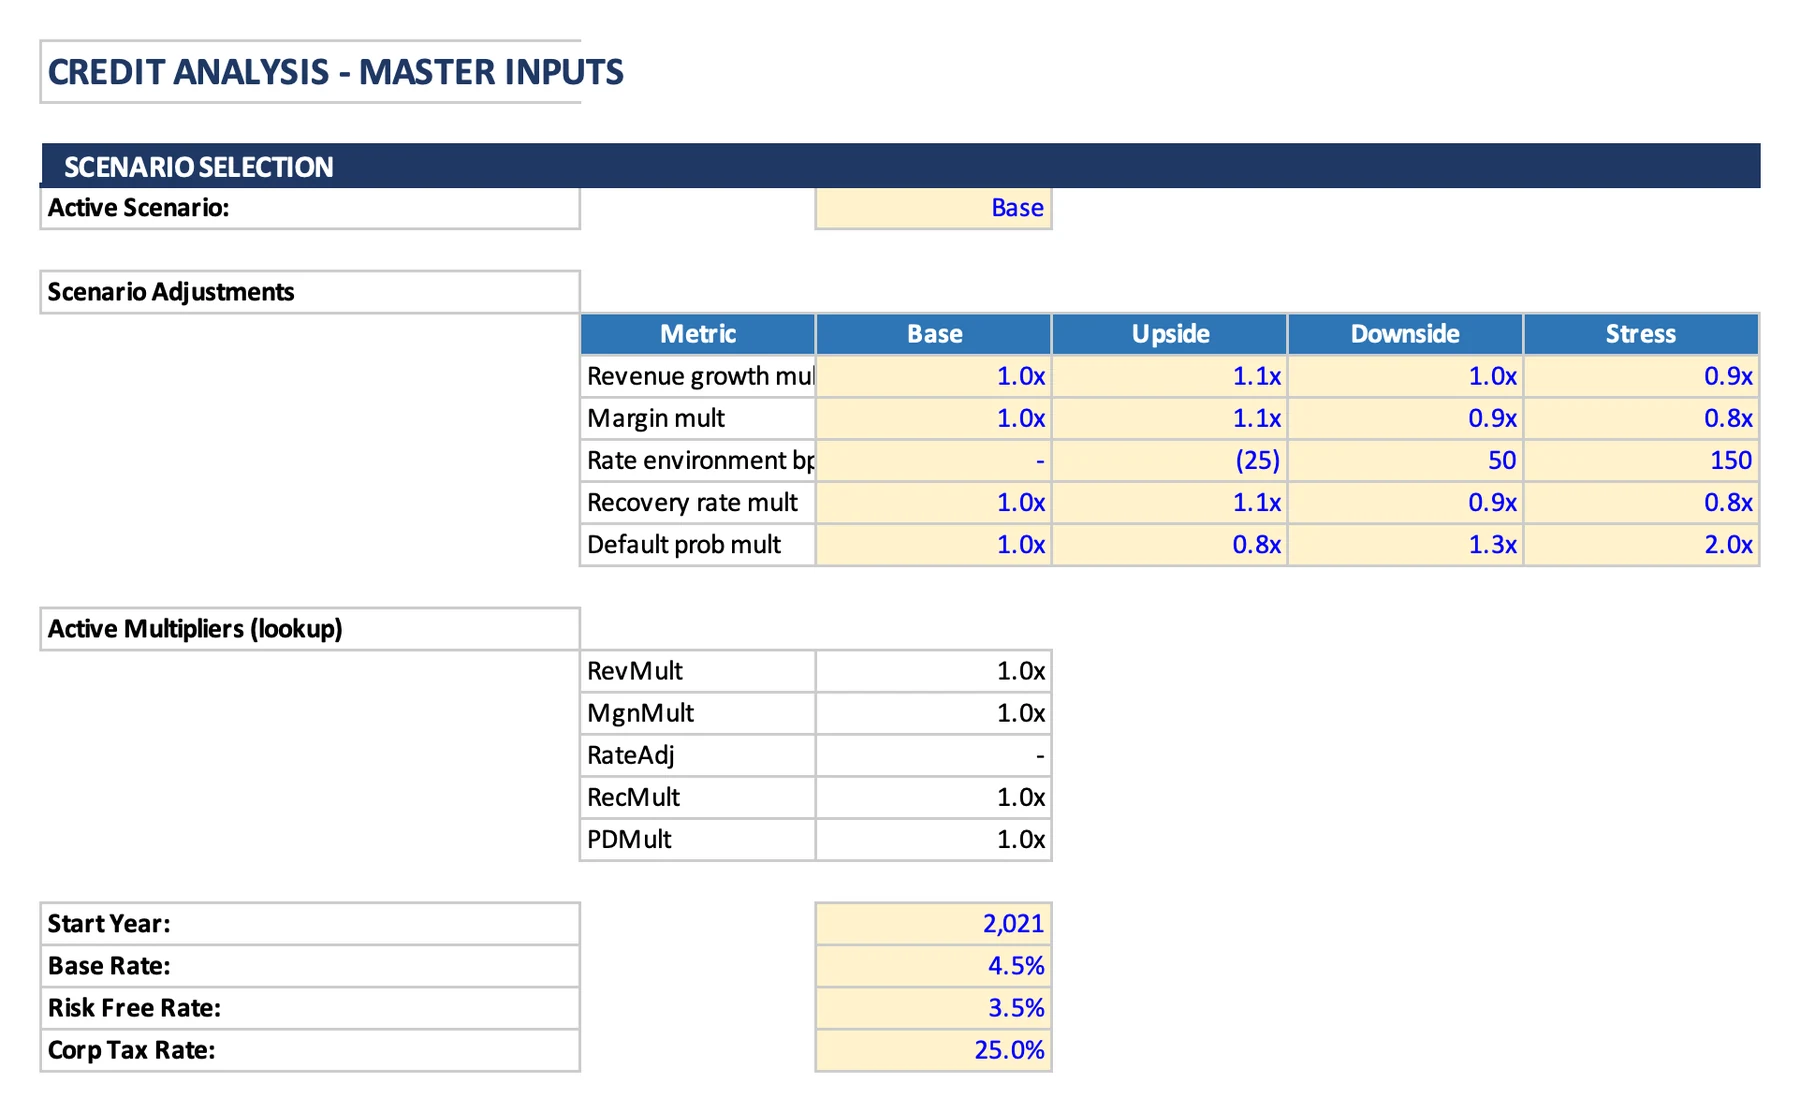 CREDIT ANALYSIS - MASTER INPUTS
SCENARIO SELECTION
Active Scenario: Base
Scenario Adjustments
Metric Base Upside Downside Stress
Revenue growth mul 1.0x 1.1x 1.0x 0.9x
Margin mult 1.0x 1.1x 0.9x 0.8x
Rate environment bp - (25) 50 150
Recovery rate mult 1.0x 1.1x 0.9x 0.8x
Default prob mult 1.0x 0.8x 1.3x 2.0x
Active Multipliers (lookup)
RevMult 1.0x
MgnMult 1.0x
RateAdj -
RecMult 1.0x
PDMult 1.0x
Start Year: 2,021
Base Rate: 4.5%
Risk Free Rate: 3.5%
Corp Tax Rate: 25.0%